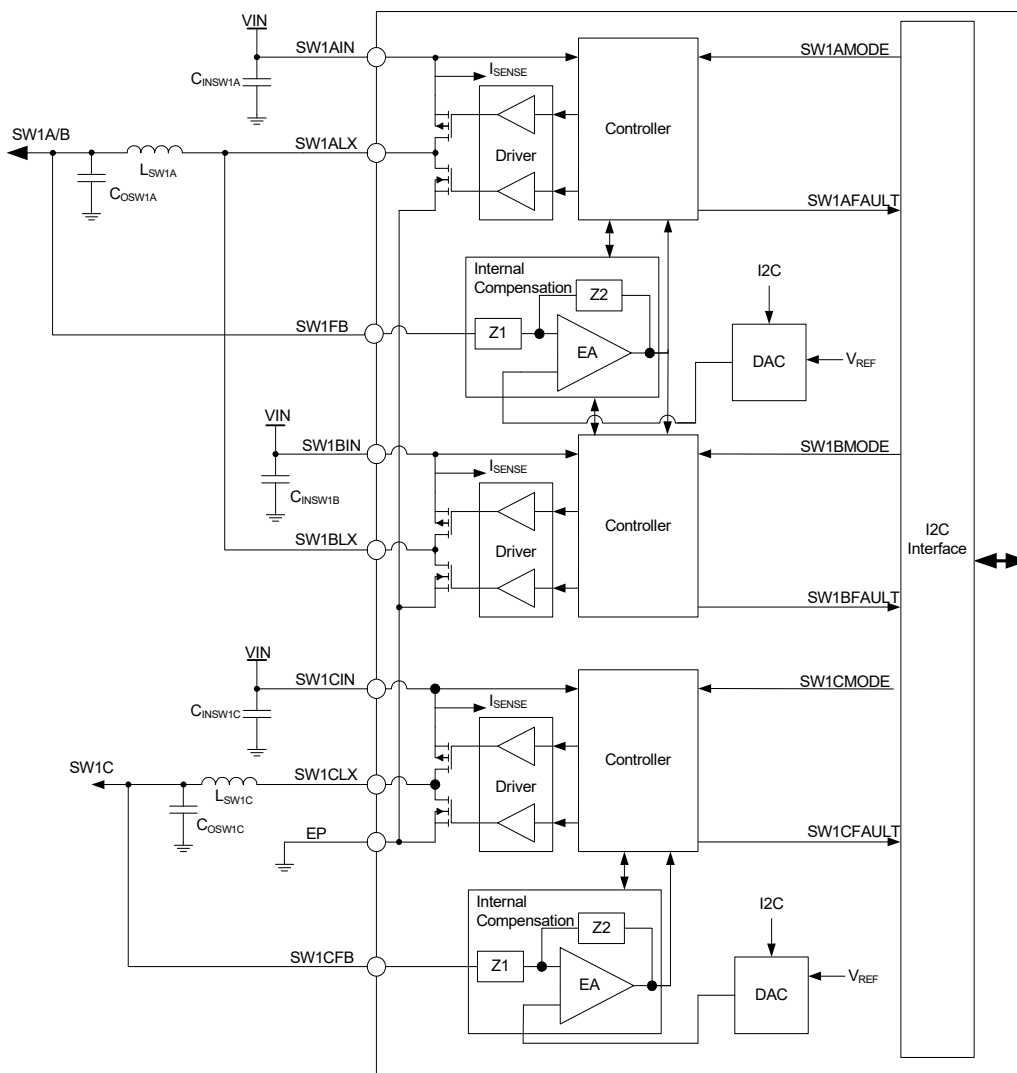 VIN
SW1AIN
CINSW1A
ISENSE
SW1AMODE
Controller
SW1A/B
LSW1A
SW1ALX
Driver
COSW1A
SW1AFAULT
Internal
Compensation
Z2
I2C
SW1FB
Z1
EA
DAC
VREF
VIN
SW1BIN
CINSW1B
ISENSE
SW1BMODE
Controller
I2C
Interface
SW1BLX
Driver
SW1BFAULT
VIN
SW1CIN
CINSW1C
ISENSE
SW1CMODE
Controller
SW1C
LSW1C
SW1CLX
Driver
COSW1C
EP
SW1CFAULT
Internal
Compensation
Z2
I2C
SW1CFB
Z1
EA
DAC
VREF